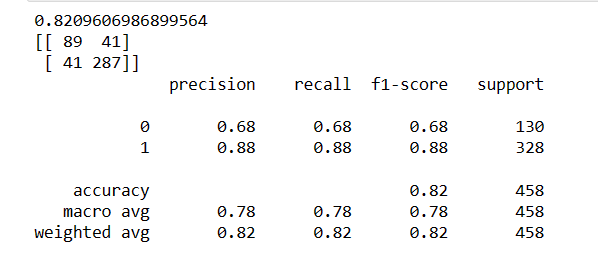 0.8209606986899564
[[ 89  41]
 [ 41 287]]
              precision    recall  f1-score   support

           0       0.68      0.68      0.68       130
           1       0.88      0.88      0.88       328

    accuracy                           0.82       458
   macro avg       0.78      0.78      0.78       458
weighted avg       0.82      0.82      0.82       458